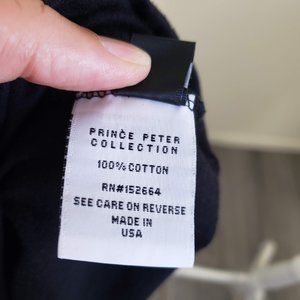 PRINCE PETER
COLLECTION
100% COTTON
RN#152664
SEE CARE ON REVERSE
MADE IN
USA